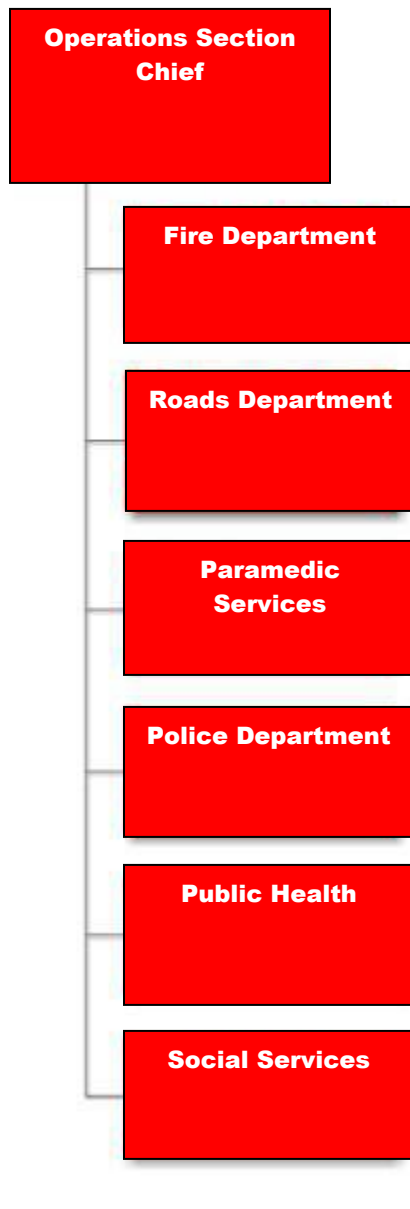 Operations Section
Chief
Fire Department
Roads Department
Paramedic
Services
Police Department
Public Health
Social Services